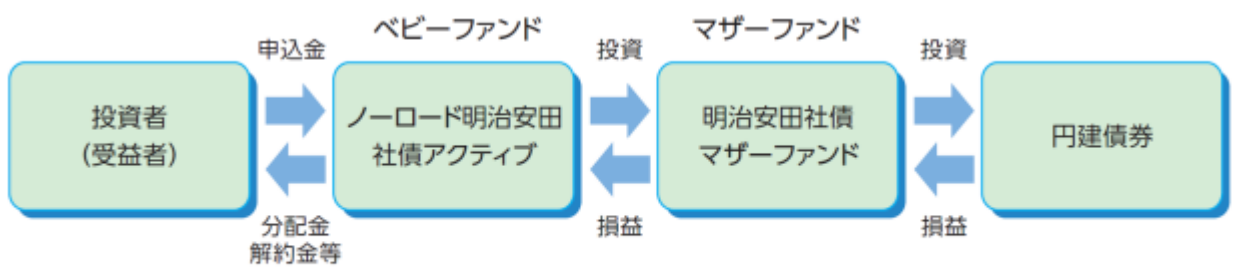 ベビーファンド
マザーファンド
申込金
投資
投資
投資者
(受益者)
ノーロード明治安田
社債アクティブ
明治安田社債
マザーファンド
円建債券
分配金
解約金等
損益
損益